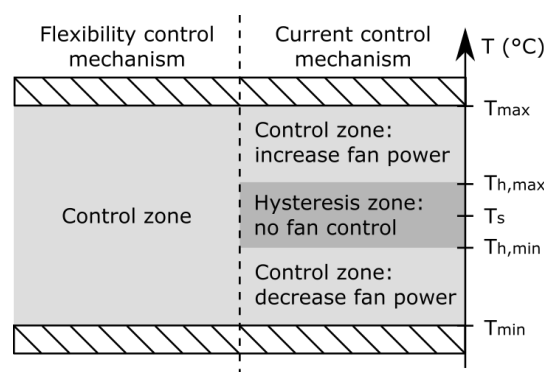 Flexibility control
mechanism
Current control
mechanism
T (°C)
Tmax
Control zone:
increase fan power
Th,max
Control zone
Hysteresis zone:
no fan control
Ts
Th,min
Control zone:
decrease fan power
Tmin